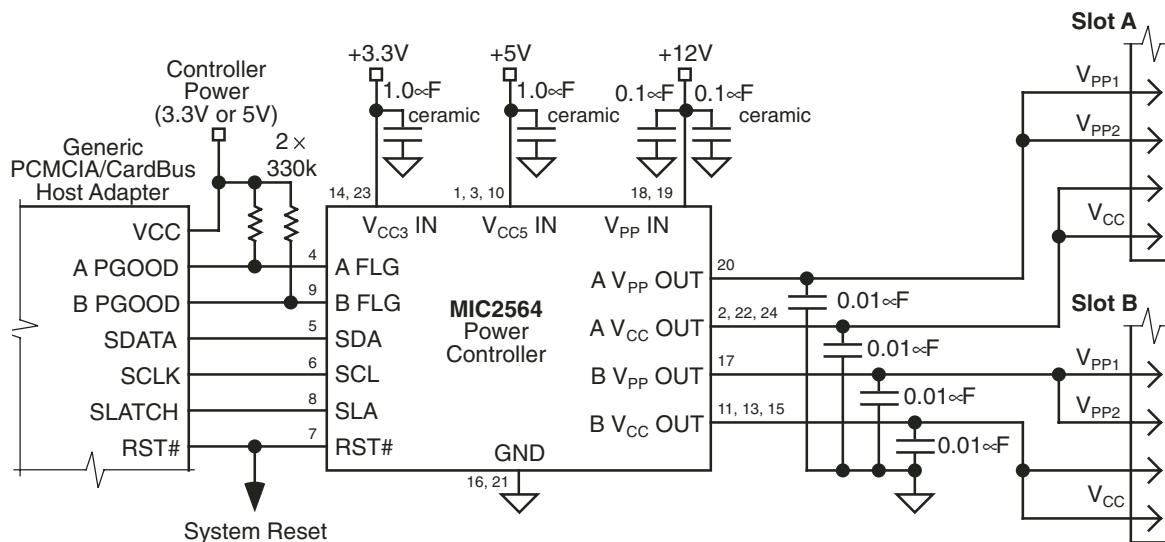 Slot A
+3.3V
+5V
+12V
Controller
Power
(3.3V or 5V)
1.0∝F
ceramic
1.0∝F
ceramic
0.1∝F
0.1∝F
ceramic
VPP1
VPP2
VCC
2 ×
330k
Generic
PCMCIA/CardBus
Host Adapter
14, 23
1, 3, 10
18, 19
VCC3 IN
VCC5 IN
VPP IN
VCC
A PGOOD
4
A FLG
B PGOOD
9
B FLG
SDATA
5
SDA
SCLK
6
SCL
SLATCH
8
SLA
RST#
7
RST#
MIC2564
Power
Controller
GND
16, 21
A VPP OUT
20
0.01∝F
A VCC OUT
2, 22, 24
0.01∝F
B VPP OUT
17
0.01∝F
B VCC OUT
11, 13, 15
0.01∝F
Slot B
VPP1
VPP2
VCC
System Reset